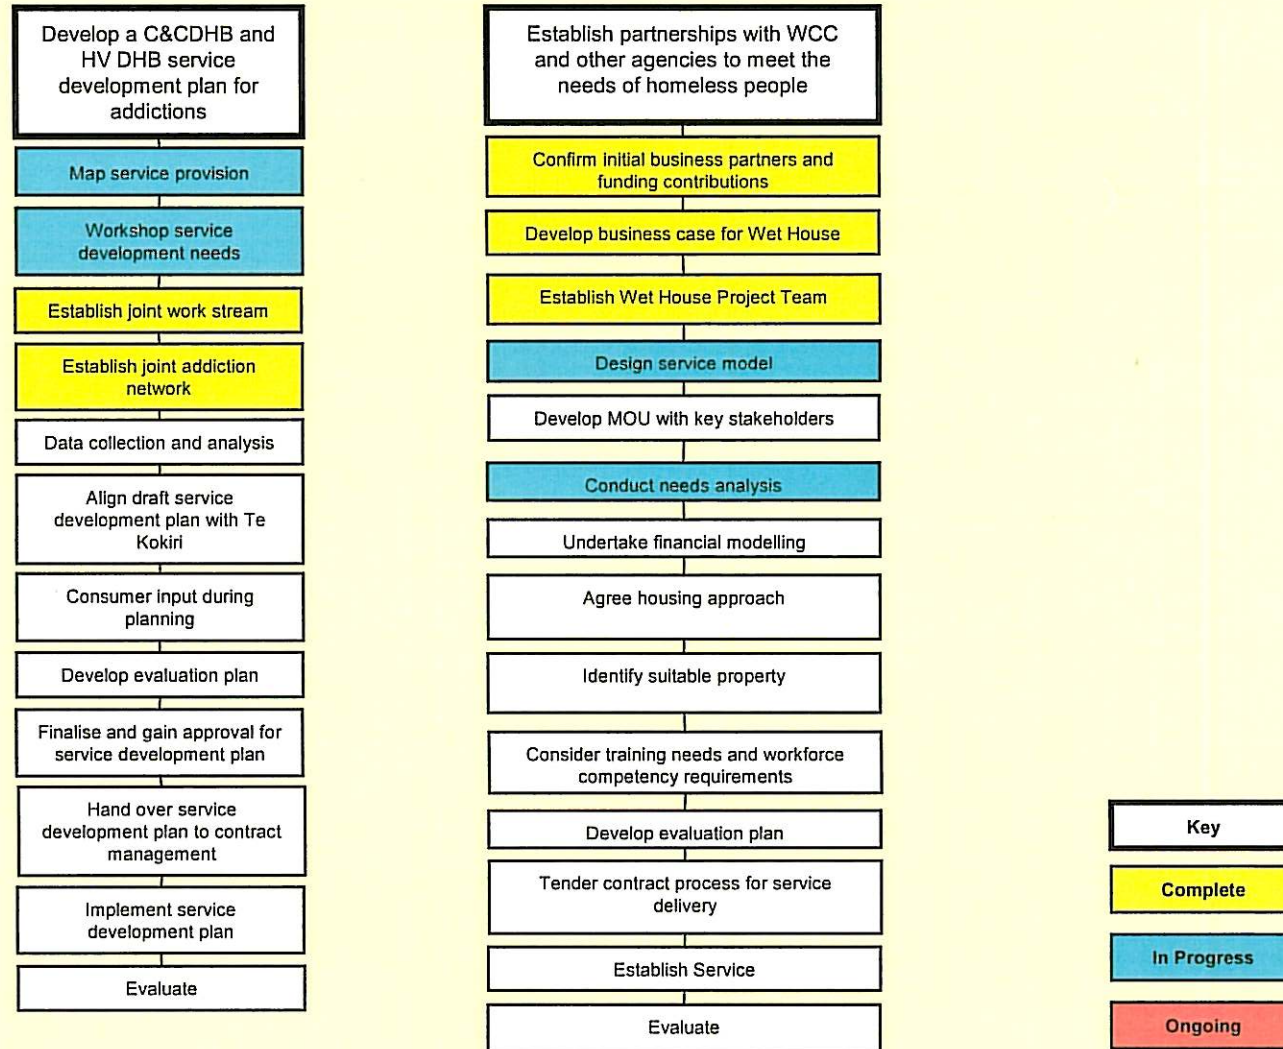 Develop a C&CDHB and
HV DHB service
development plan for
addictions
Map service provision
Workshop service
development needs
Establish joint work stream
Establish joint addiction
network
Data collection and analysis
Align draft service
development plan with Te
Kokiri
Consumer input during
planning
Develop evaluation plan
Finalise and gain approval for
service development plan
Hand over service
development plan to contract
management
Implement service
development plan
Evaluate
Establish partnerships with WCC
and other agencies to meet the
needs of homeless people
Confirm initial business partners and
funding contributions
Develop business case for Wet House
Establish Wet House Project Team
Design service model
Develop MOU with key stakeholders
Conduct needs analysis
Undertake financial modelling
Agree housing approach
Identify suitable property
Consider training needs and workforce
competency requirements
Develop evaluation plan
Tender contract process for service
delivery
Establish Service
Evaluate
Key
Complete
In Progress
Ongoing